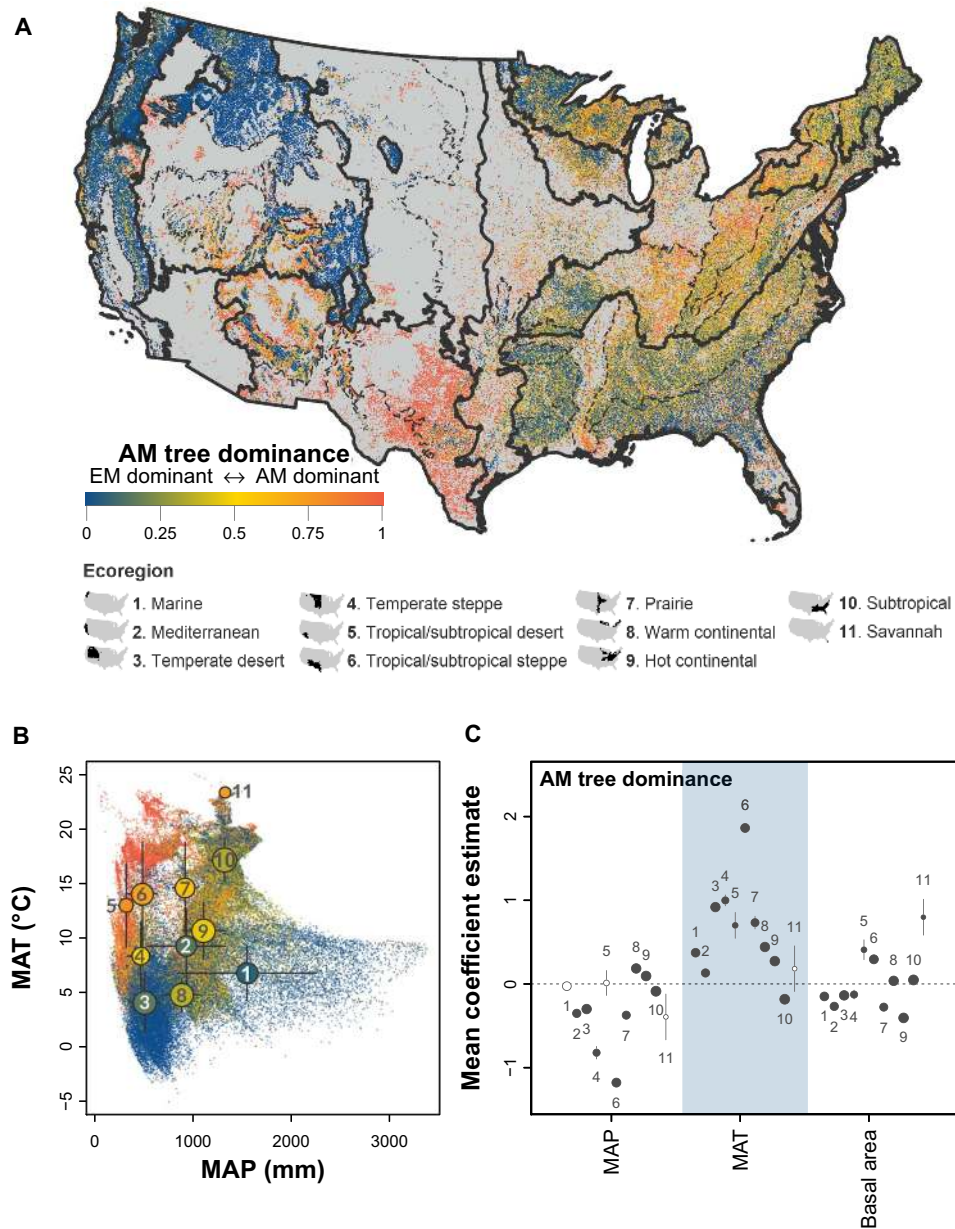 A
AM tree dominance
EM dominant ↔ AM dominant
0 0.25 0.5 0.75 1
Ecoregion
1. Marine
2. Mediterranean
3. Temperate desert
4. Temperate steppe
5. Tropical/subtropical desert
6. Tropical/subtropical steppe
7. Prairie
8. Warm continental
9. Hot continental
10. Subtropical
11. Savannah
B
MAT (°C)
25
20
15
10
5
0
−5
11
10
7
6
5
9
2
4
1
8
3
0 1000 2000 3000
MAP (mm)
C
AM tree dominance
Mean coefficient estimate
2
1
0
−1
1 2 3 4 5 6 7 8 9 10 11
1 2 3 4 5 6 7 8 9 10 11
1 2 3 4 5 6 7 8 9 10 11
MAP
MAT
Basal area